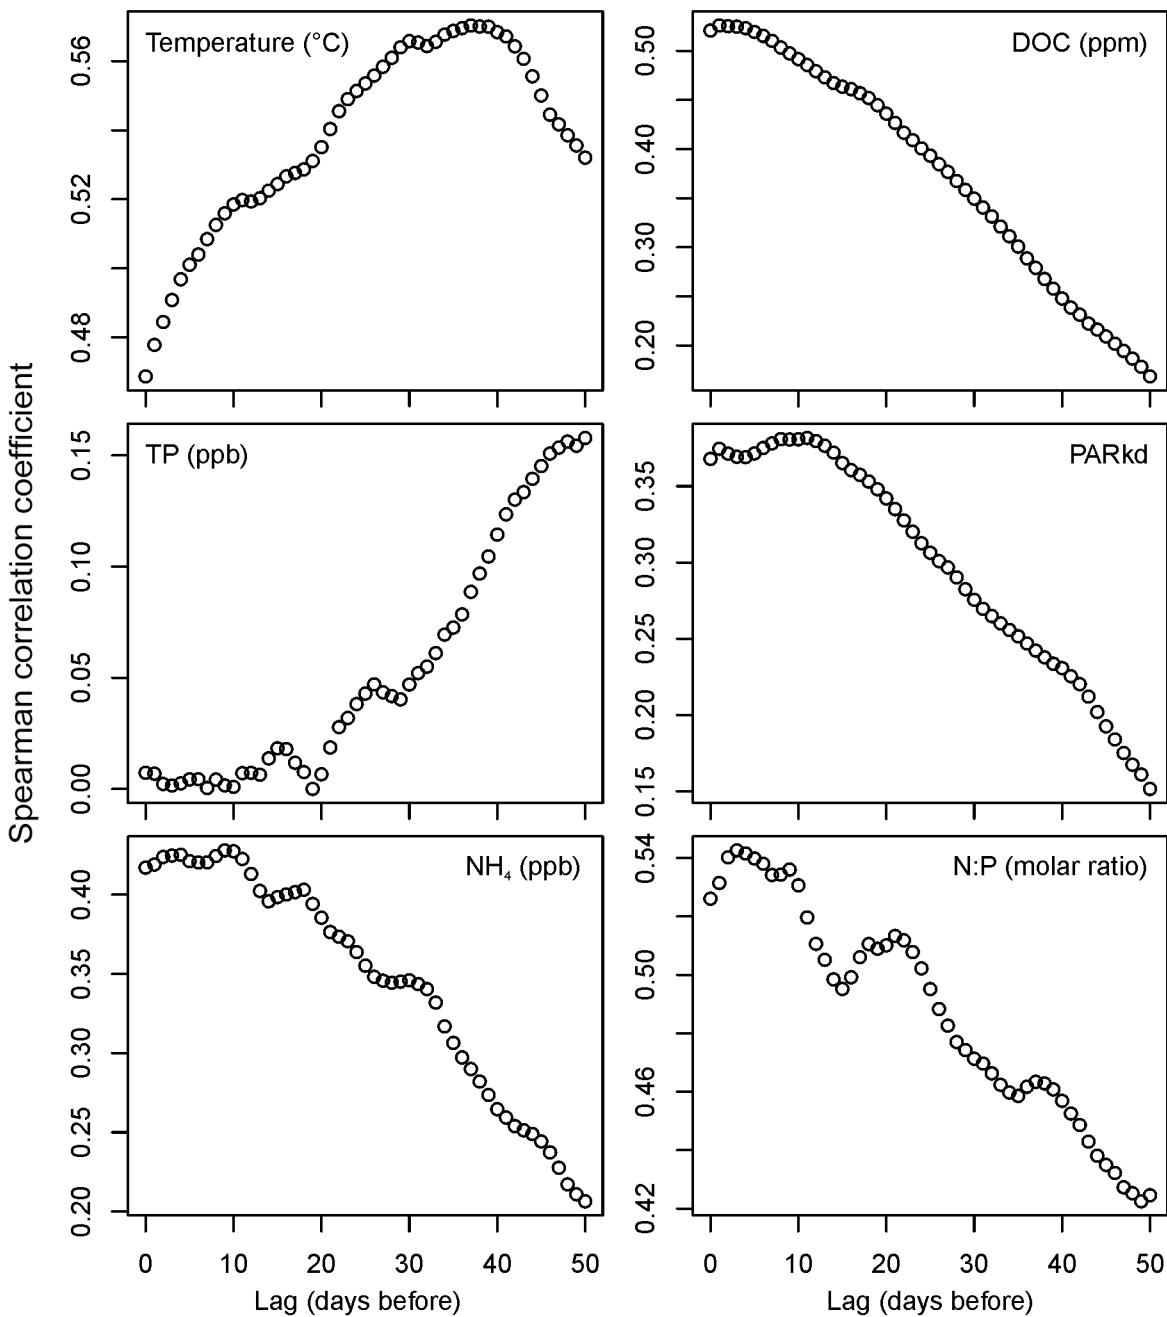 Spearman correlation coefficient
Temperature (°C)
0.56
0.52
0.48
DOC (ppm)
0.50
0.40
0.30
0.20
TP (ppb)
0.15
0.10
0.05
0.00
PARkd
0.35
0.30
0.25
0.20
0.15
NH₄ (ppb)
0.40
0.35
0.30
0.25
0.20
N:P (molar ratio)
0.54
0.50
0.46
0.42
0 10 20 30 40 50
0 10 20 30 40 50
Lag (days before)
Lag (days before)